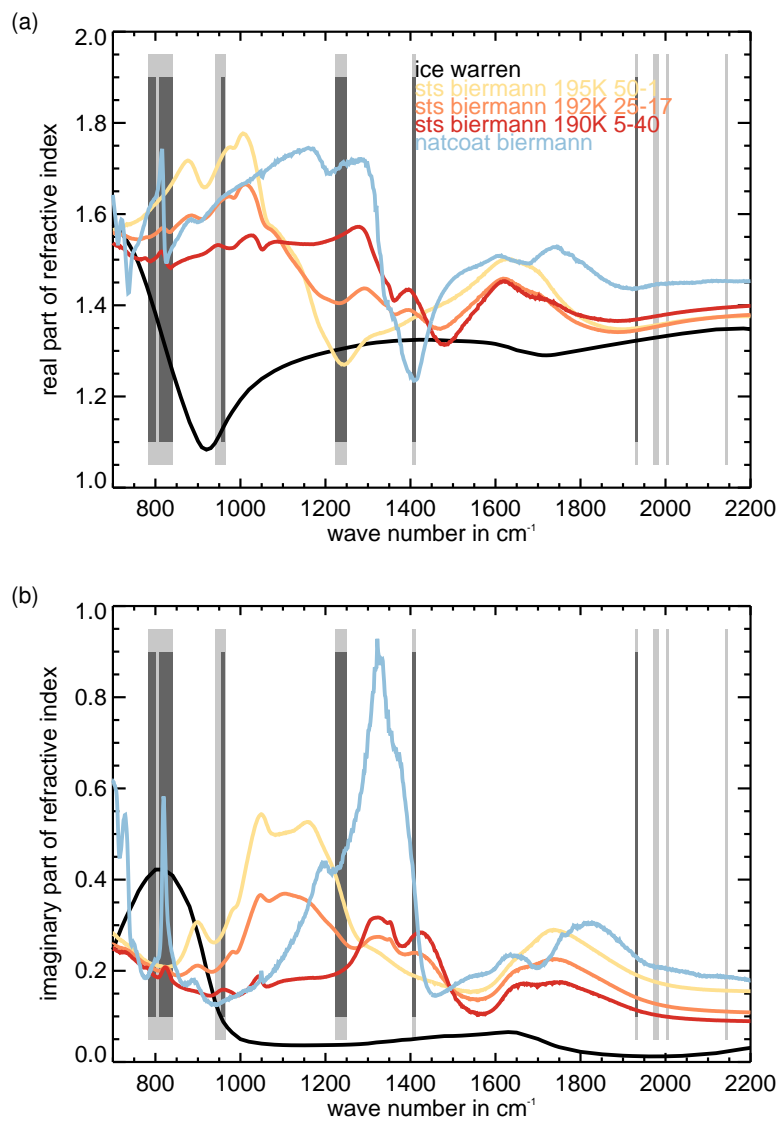 (a)
2.0
1.8
1.6
1.4
1.2
1.0
real part of refractive index
ice warren
sts biermann 195K 50-1
sts biermann 192K 25-17
sts biermann 190K 5-40
natcoat biermann
800 1000 1200 1400 1600 1800 2000 2200
wave number in cm⁻¹
(b)
1.0
0.8
0.6
0.4
0.2
0.0
imaginary part of refractive index
800 1000 1200 1400 1600 1800 2000 2200
wave number in cm⁻¹